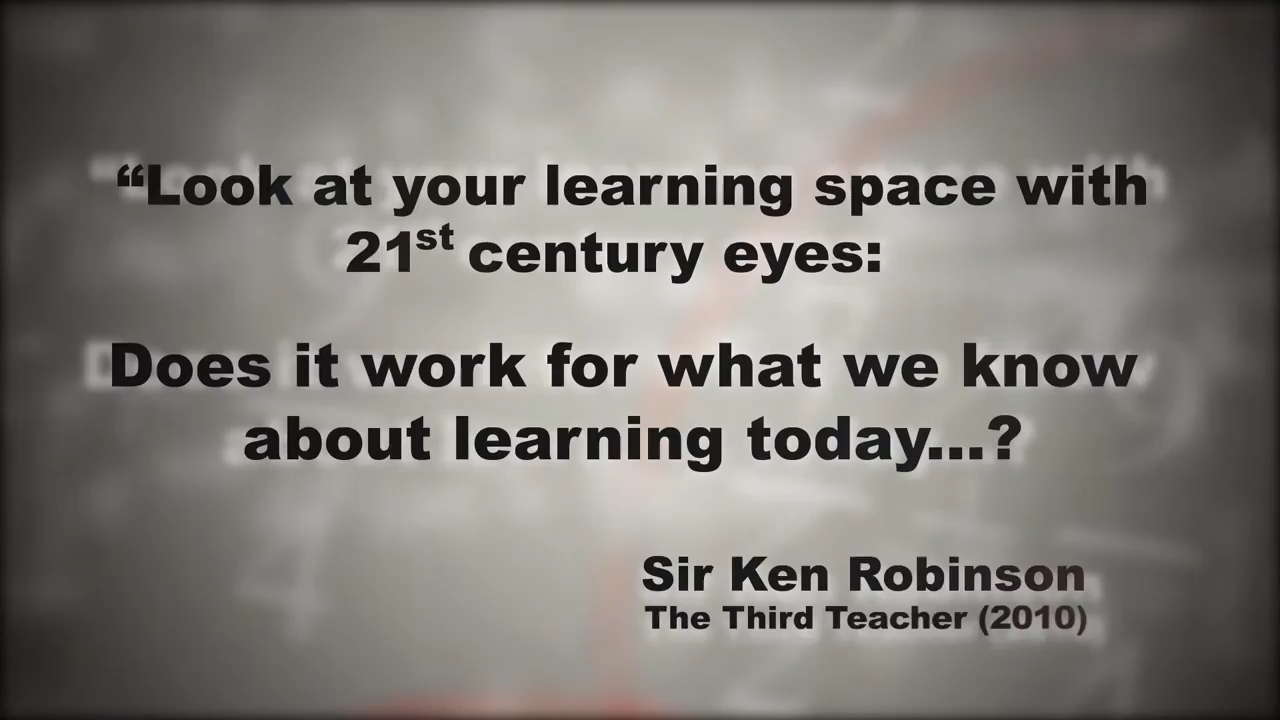 “Look at your learning space with
21st century eyes:
Does it work for what we know
about learning today...?
Sir Ken Robinson
The Third Teacher (2010)